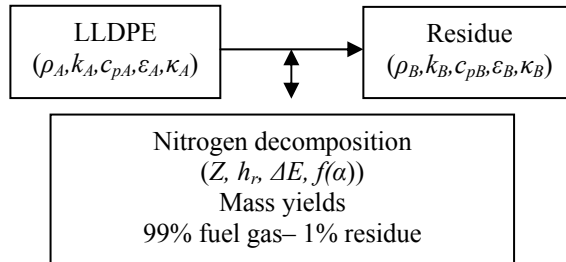 LLDPE
(ρA,kA,cpA,εA,κA)
Residue
(ρB,kB,cpB,εB,κB)
Nitrogen decomposition
(Z, hr, ΔE, f(α))
Mass yields
99% fuel gas– 1% residue